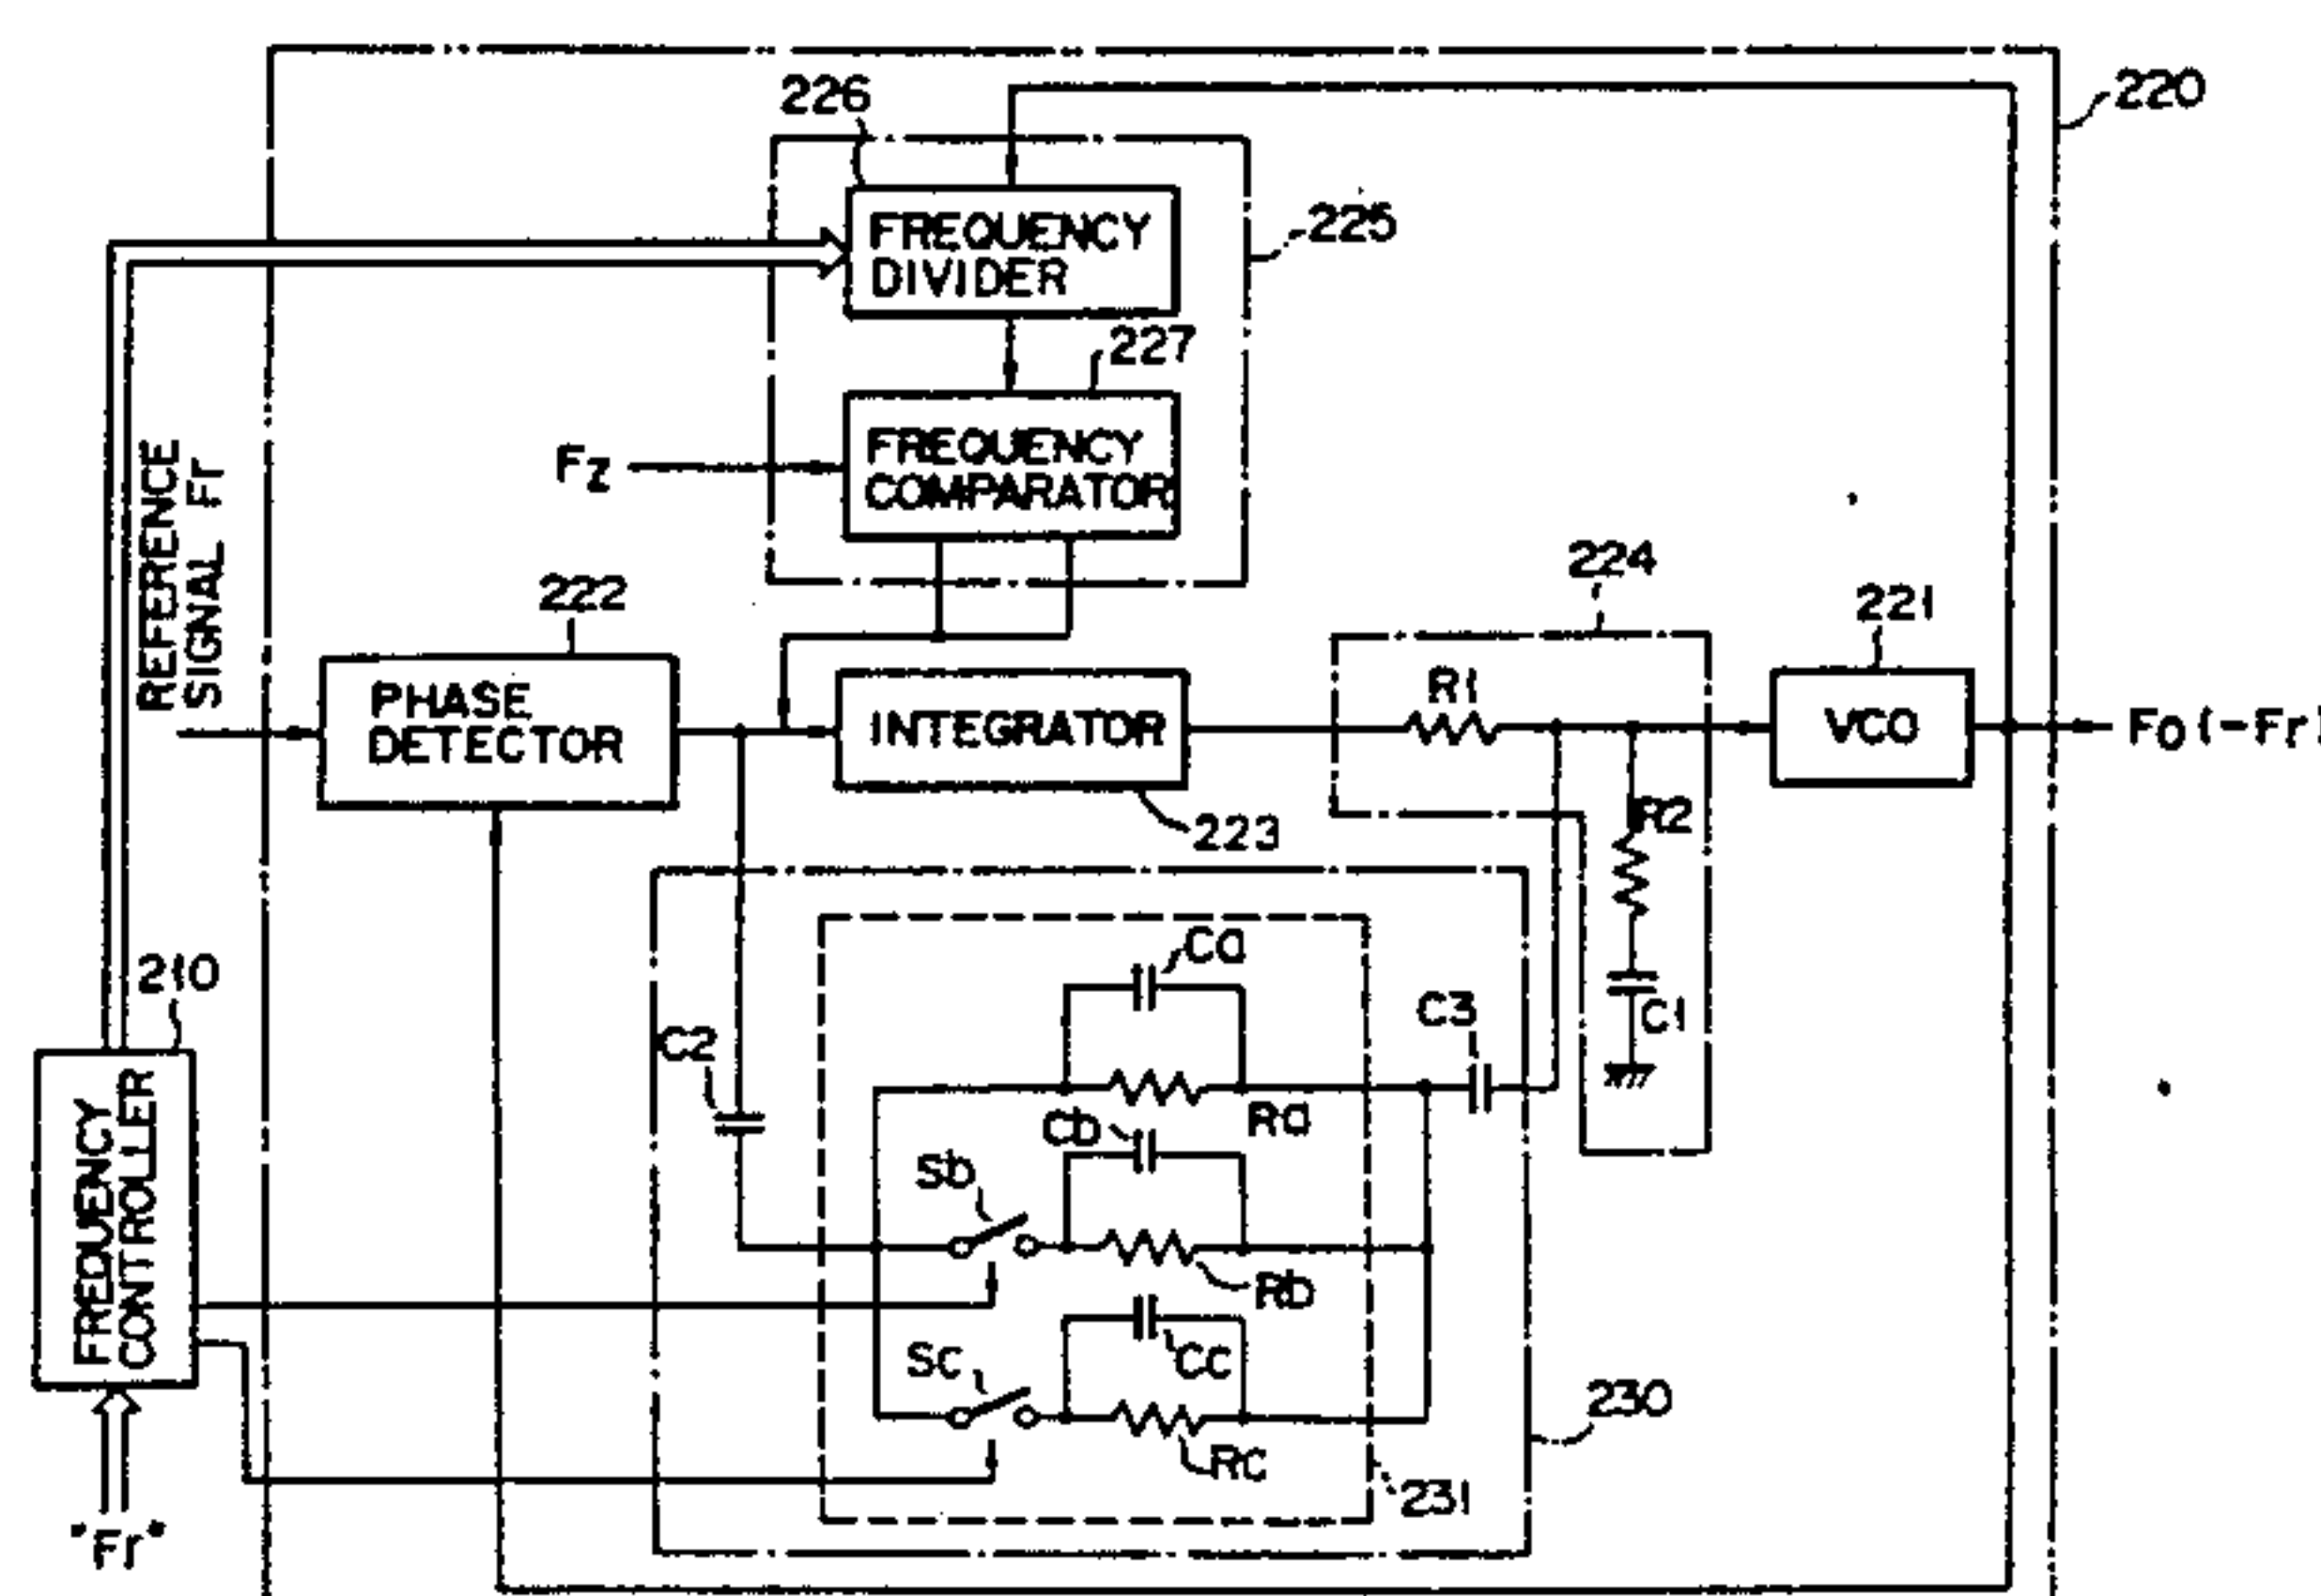 226
220
FREQUENCY
DIVIDER
225
227
Fz
FREQUENCY
COMPARATOR
REFERENCE
SIGNAL Fr
222
224
221
PHASE
DETECTOR
INTEGRATOR
R1
VCO
Fo (-Fr)
223
R2
210
Ca
C2
C3
C1
FREQUENCY
CONTROLLER
Ra
Cb
Sb
Rb
Sc
Cc
230
Rc
231
"Fr"